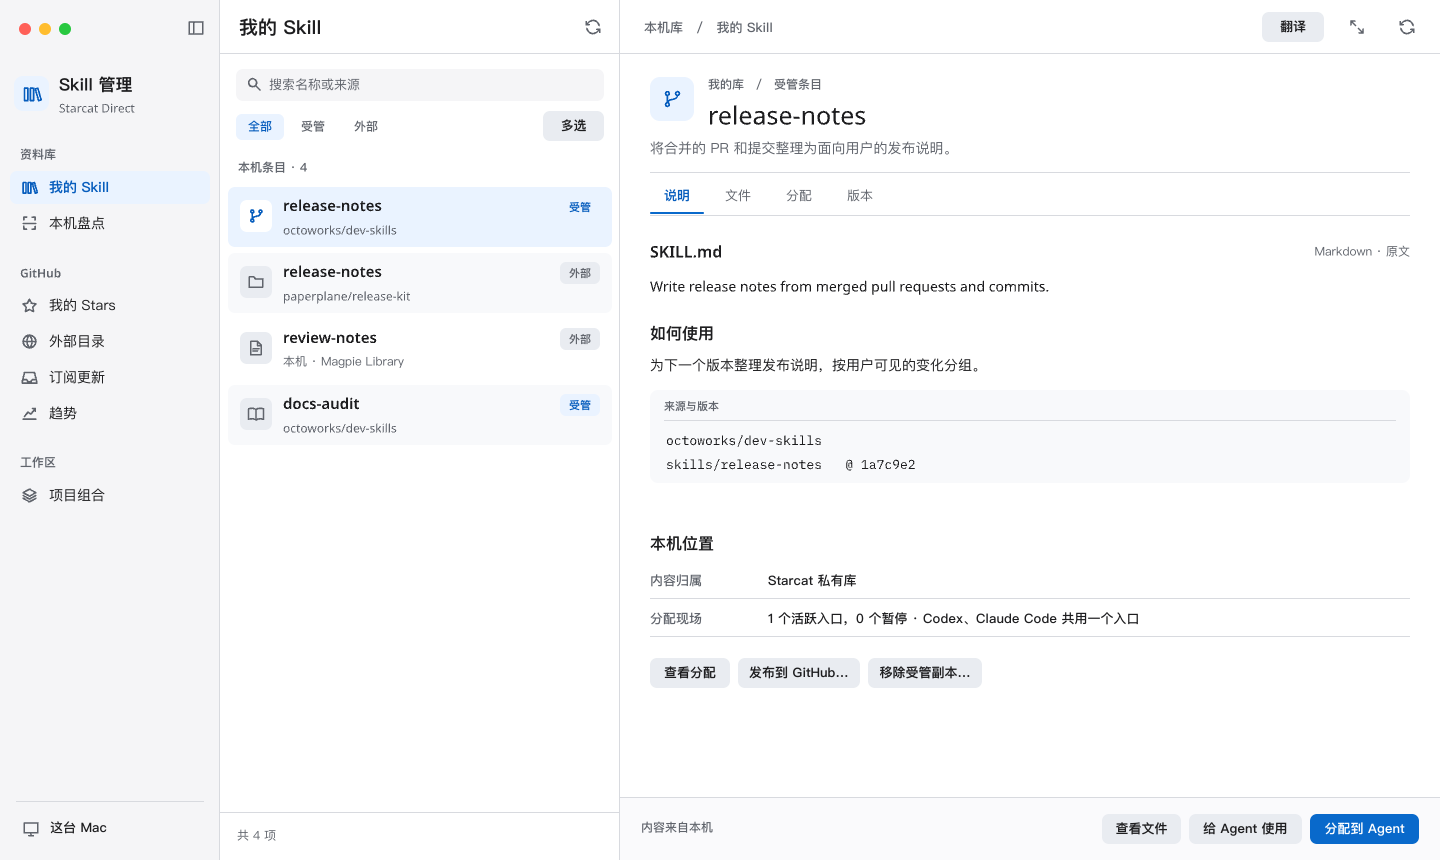 Skill 管理
Starcat Direct
资料库
我的 Skill
本机盘点
GitHub
我的 Stars
外部目录
订阅更新
趋势
工作区
项目组合
这台 Mac
我的 Skill
搜索名称或来源
全部 受管 外部 多选
本机条目 · 4
release-notes 受管
octoworks/dev-skills
release-notes 外部
paperplane/release-kit
review-notes 外部
本机 · Magpie Library
docs-audit 受管
octoworks/dev-skills
共 4 项
本机库 / 我的 Skill 翻译
我的库 / 受管条目
release-notes
将合并的 PR 和提交整理为面向用户的发布说明。
说明 文件 分配 版本
SKILL.md Markdown · 原文
Write release notes from merged pull requests and commits.
如何使用
为下一个版本整理发布说明，按用户可见的变化分组。
来源与版本
octoworks/dev-skills
skills/release-notes @ 1a7c9e2
本机位置
内容归属 Starcat 私有库
分配现场 1 个活跃入口，0 个暂停 · Codex、Claude Code 共用一个入口
查看分配 发布到 GitHub... 移除受管副本...
内容来自本机 查看文件 给 Agent 使用 分配到 Agent